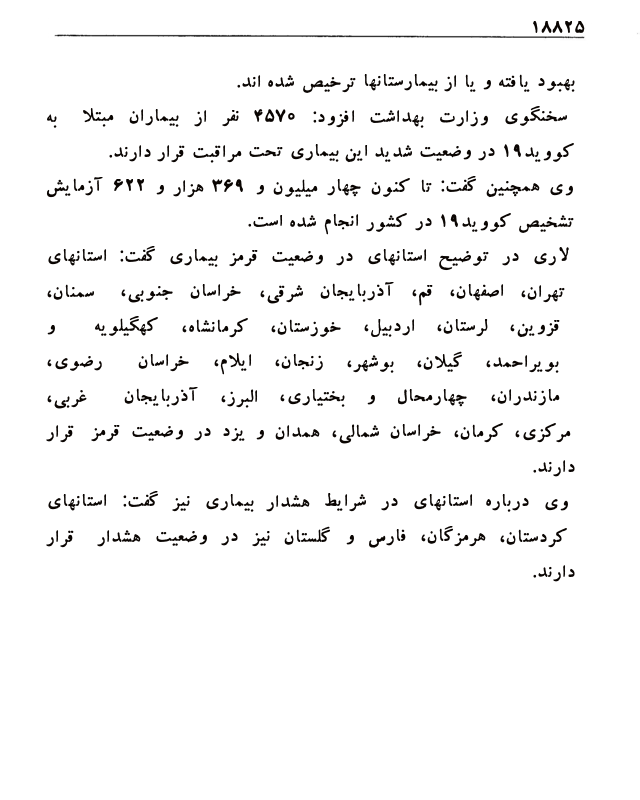 ۱۸۸۲۵
بهبود یافته و یا از بیمارستانها ترخیص شده اند.
سخنگوی وزارت بهداشت افزود: ۴۵۷۰ نفر از بیماران مبتلا به
کووید۱۹ در وضعیت شدید این بیماری تحت مراقبت قرار دارند.
وی همچنین گفت: تا کنون چهار میلیون و ۳۶۹ هزار و ۶۲۲ آزمایش
تشخیص کووید۱۹ در کشور انجام شده است.
لاری در توضیح استانهای در وضعیت قرمز بیماری گفت: استانهای
تهران، اصفهان، قم، آذربایجان شرقی، خراسان جنوبی، سمنان،
قزوین، لرستان، اردبیل، خوزستان، کرمانشاه، کهگیلویه و
بویراحمد، گیلان، بوشهر، زنجان، ایلام، خراسان رضوی،
مازندران، چهارمحال و بختیاری، البرز، آذربایجان غربی،
مرکزی، کرمان، خراسان شمالی، همدان و یزد در وضعیت قرمز قرار
دارند.
وی درباره استانهای در شرایط هشدار بیماری نیز گفت: استانهای
کردستان، هرمزگان، فارس و گلستان نیز در وضعیت هشدار قرار
دارند.